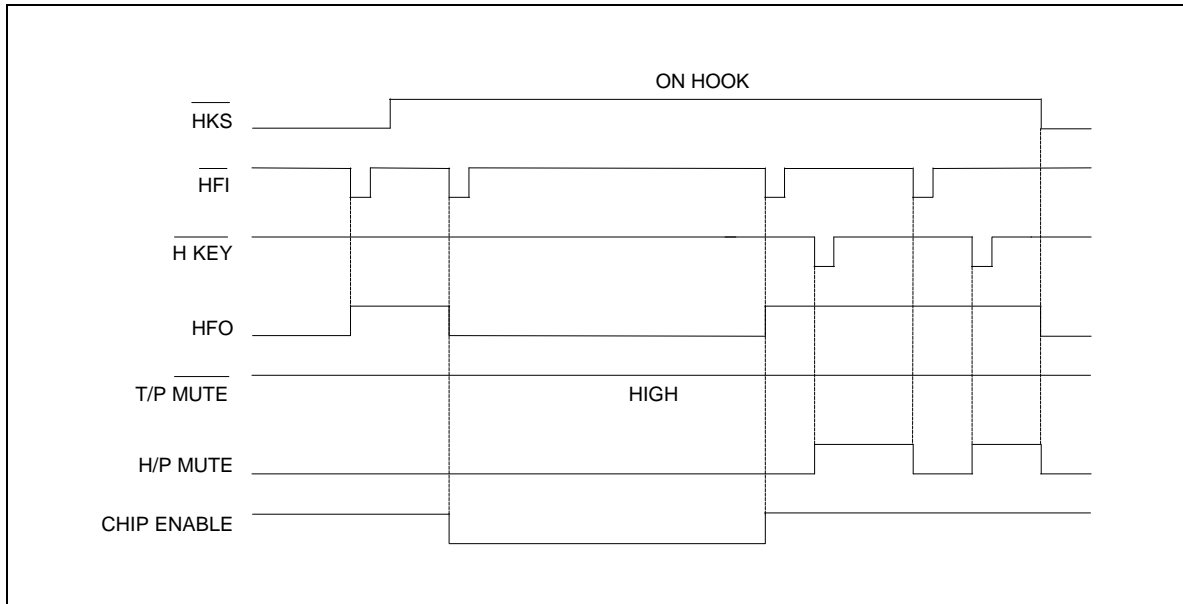 ON HOOK
HKS
HFI
H KEY
HFO
T/P MUTE
HIGH
H/P MUTE
CHIP ENABLE